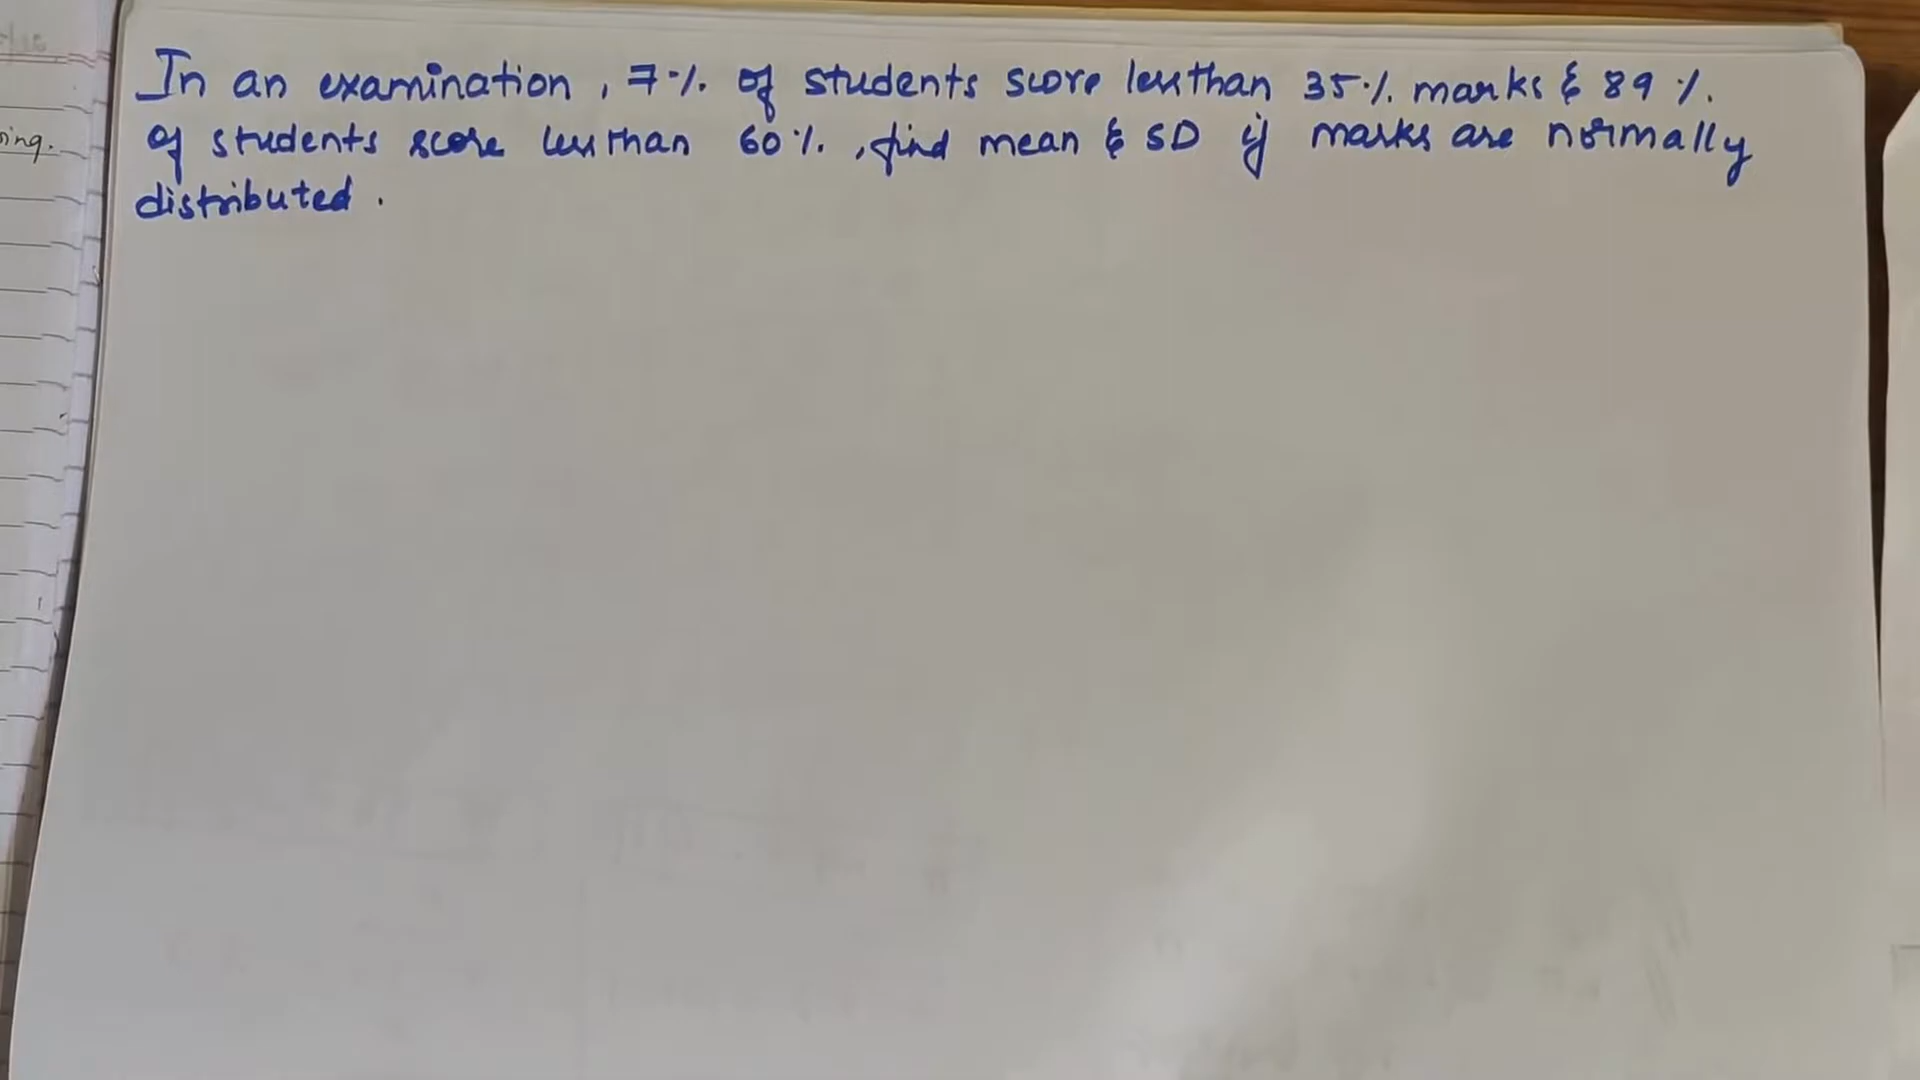 In an examination, 7% of students score less than 35% marks & 89%
of students score less than 60%, find mean & SD if marks are normally
distributed.